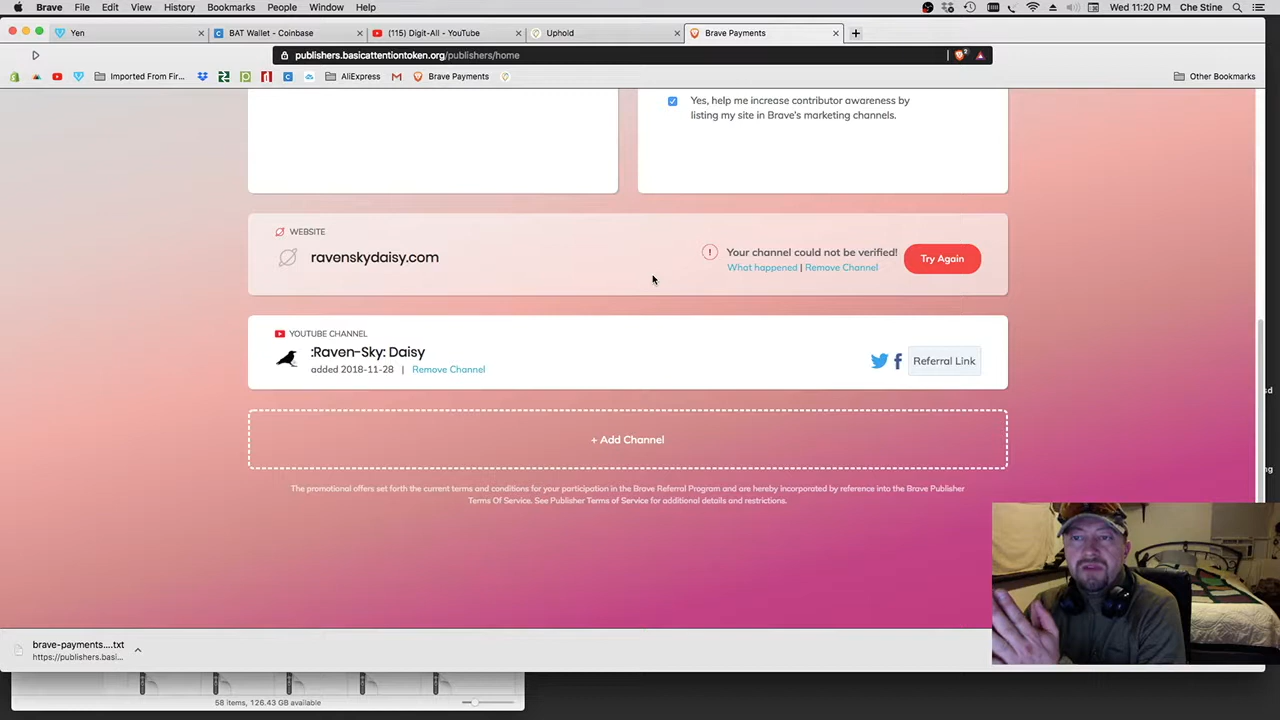 Brave File Edit View History Bookmarks People Window Help
Wed 11:20 PM Che Stine
Yen
BAT Wallet - Coinbase
(115) Digit-All - YouTube
Uphold
Brave Payments
publishers.basicattentiontoken.org/publishers/home
Imported From Fir... AliExpress Brave Payments Other Bookmarks
Yes, help me increase contributor awareness by
listing my site in Brave's marketing channels.
WEBSITE
ravenskydaisy.com
Your channel could not be verified!
What happened | Remove Channel
Try Again
YOUTUBE CHANNEL
:Raven-Sky: Daisy
added 2018-11-28 | Remove Channel
Referral Link
+ Add Channel
The promotional offers set forth the current terms and conditions for your participation in the Brave Referral Program and are hereby incorporated by reference into the Brave Publisher
Terms Of Service. See Publisher Terms of Service for additional details and restrictions.
brave-payments....txt
https://publishers.basi...
58 items, 126.43 GB available